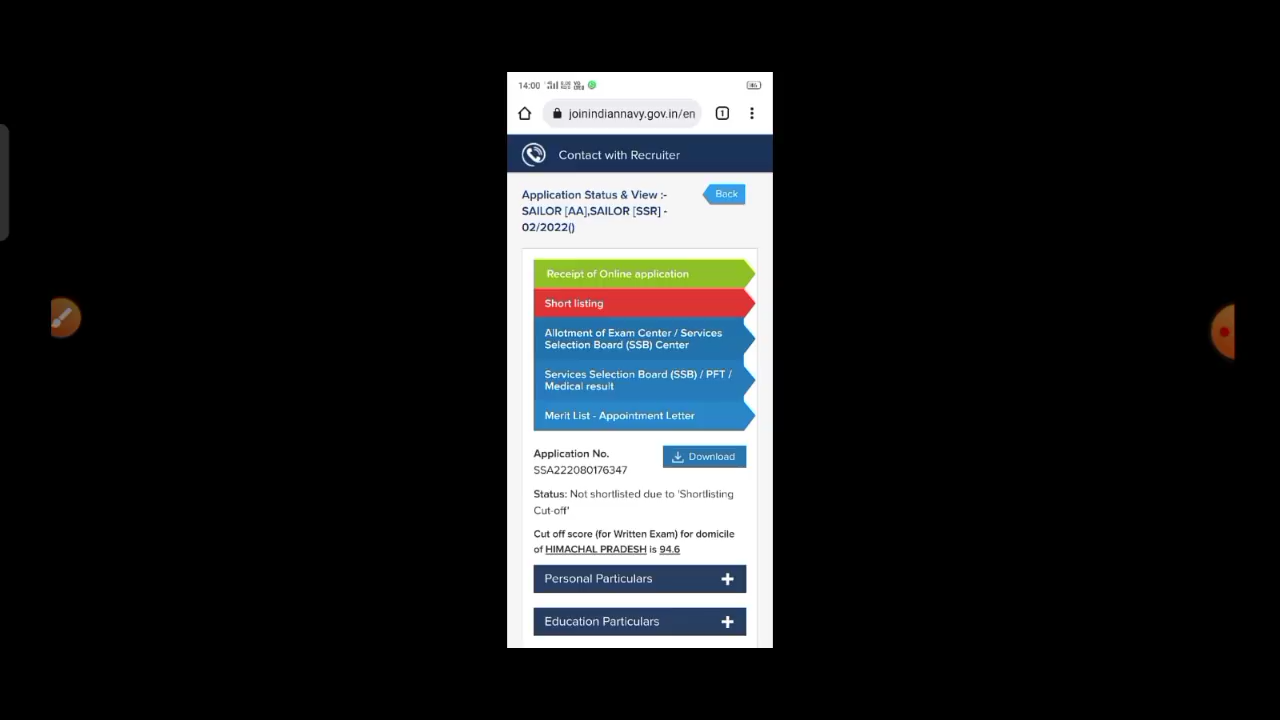 14:00
joinindiannavy.gov.in/en
1
Contact with Recruiter
Application Status & View :-
SAILOR [AA],SAILOR [SSR] -
02/2022()
Back
Receipt of Online application
Short listing
Allotment of Exam Center / Services
Selection Board (SSB) Center
Services Selection Board (SSB) / PFT /
Medical result
Merit List - Appointment Letter
Application No.
SSA222080176347
Download
Status: Not shortlisted due to 'Shortlisting
Cut-off'
Cut off score (for Written Exam) for domicile
of HIMACHAL PRADESH is 94.6
Personal Particulars
Education Particulars